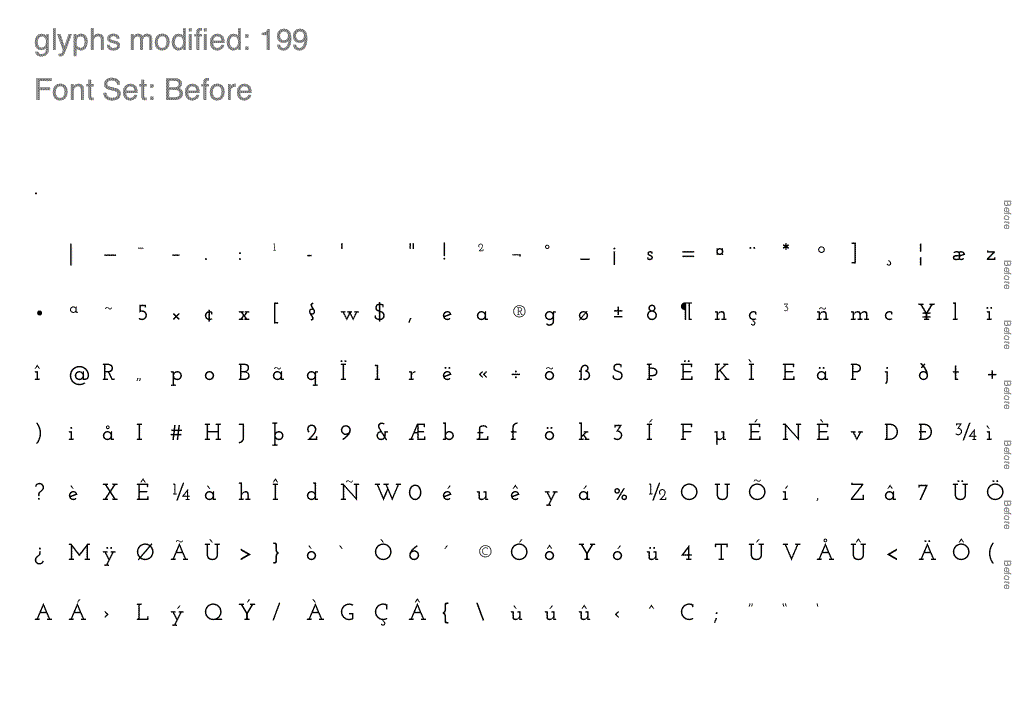 glyphs modified: 199
Font Set: Before
.
| — ¯ – . : ¹ - ' " ! ² ¬ ° _ j s = ¤ ¨ * º ] ¸ ¦ æ z
• ª ˜ 5 × ¢ x [ § w $ , e a ® g ø ± 8 ¶ n ç ³ ñ m c ¥ l ï
î @ R „ p o B ã q Ï l r ë « ÷ õ ß S Þ Ë K Ì E ä P j ð t +
) i å I # H J þ 2 9 & Æ b £ f ö k 3 Í F µ É N È v D Đ ¾ ì
? è X Ê ¼ à h Î d Ñ W 0 é u ê y á % ½ O U Õ í ‚ Z â 7 Ü Ö
¿ M ÿ Ø Ã Ù > } ò ` Ò 6 ´ © Ó ô Y ó ü 4 T Ú V Å Û < Ä Ô (
A Á › L ý Q Ý / À G Ç Â { \ ù ú û ‹ ˆ C ; ” “ ‘
Before
Before
Before
Before
Before
Before
Before